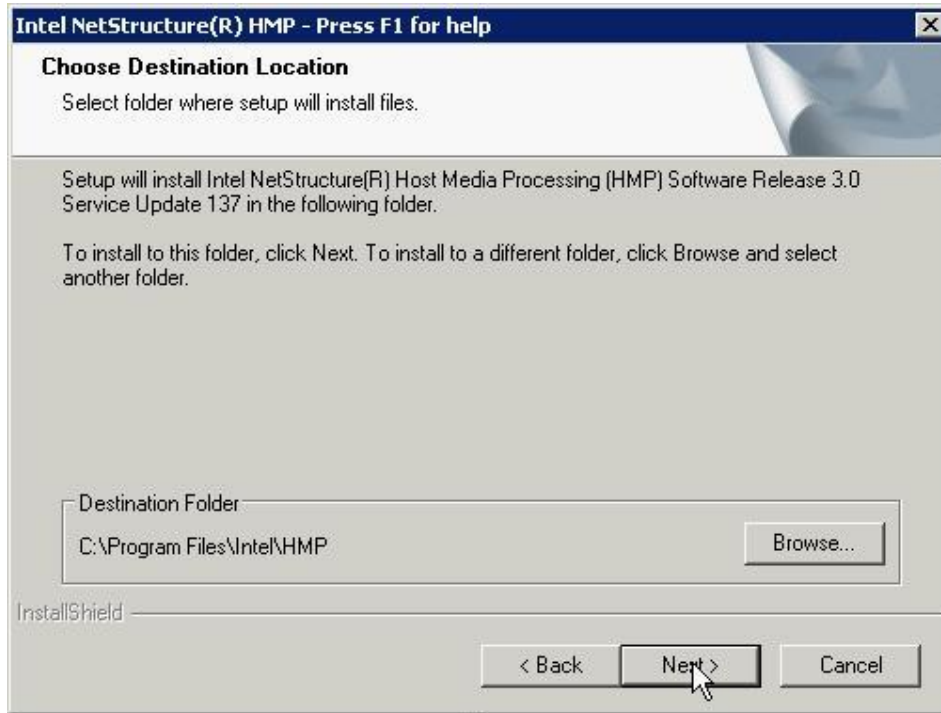 Intel NetStructure(R) HMP - Press F1 for help
Choose Destination Location
Select folder where setup will install files.
Setup will install Intel NetStructure(R) Host Media Processing (HMP) Software Release 3.0
Service Update 137 in the following folder.
To install to this folder, click Next. To install to a different folder, click Browse and select
another folder.
Destination Folder
C:\Program Files\Intel\HMP
Browse...
InstallShield
< Back
Next >
Cancel